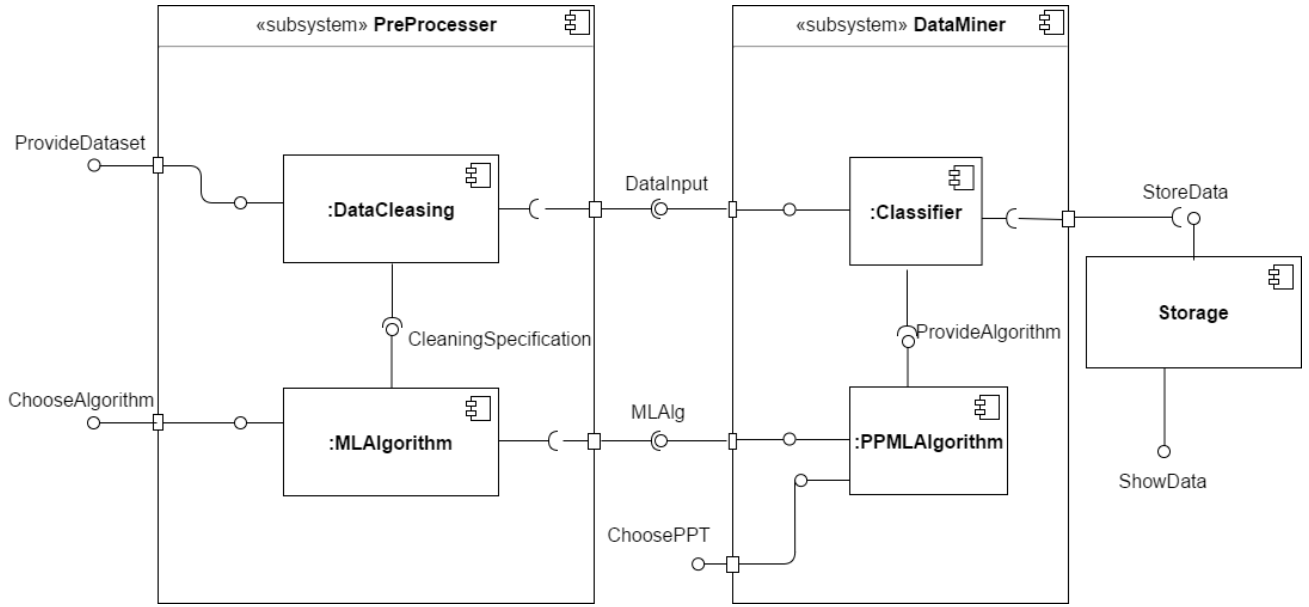 «subsystem» PreProcesser
«subsystem» DataMiner
ProvideDataset
:DataCleasing
DataInput
:Classifier
StoreData
Storage
CleaningSpecification
ProvideAlgorithm
ChooseAlgorithm
:MLAlgorithm
MLAlg
:PPMLAlgorithm
ShowData
ChoosePPT